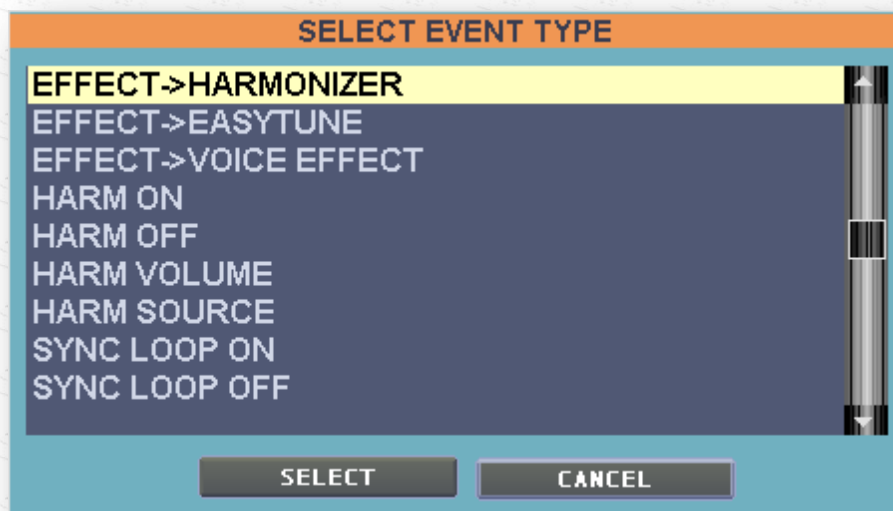 SELECT EVENT TYPE
EFFECT->HARMONIZER
EFFECT->EASYTUNE
EFFECT->VOICE EFFECT
HARM ON
HARM OFF
HARM VOLUME
HARM SOURCE
SYNC LOOP ON
SYNC LOOP OFF
SELECT CANCEL